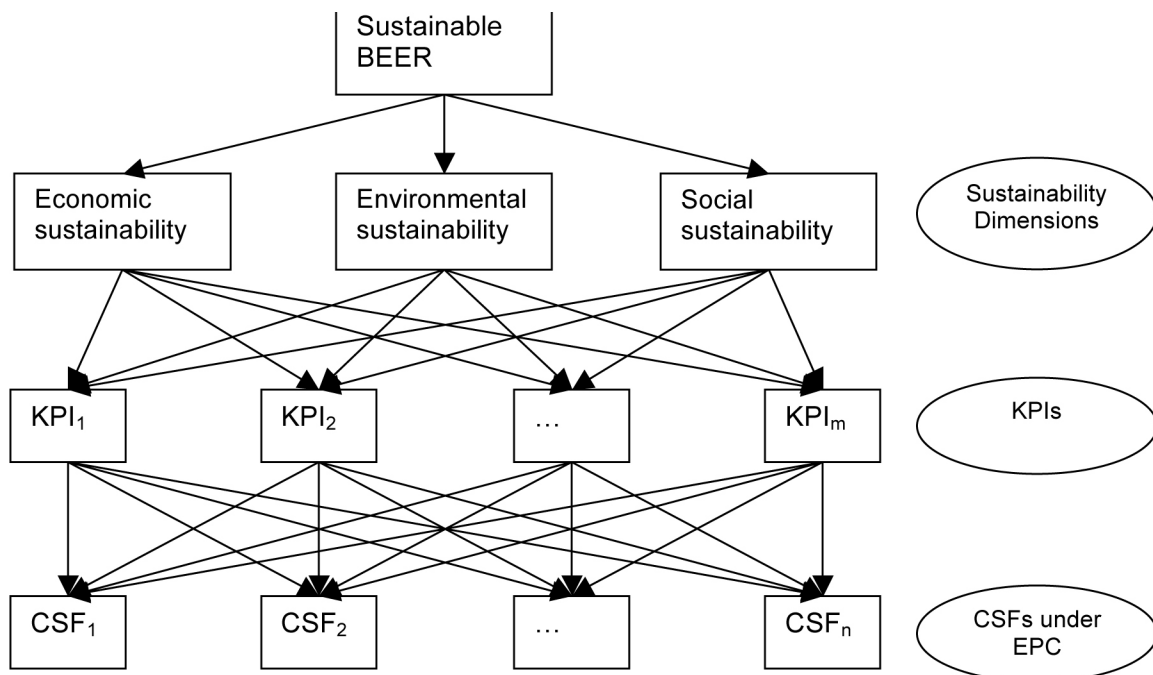 Sustainable
BEER
Economic
sustainability
Environmental
sustainability
Social
sustainability
Sustainability
Dimensions
KPI₁
KPI₂
...
KPIₘ
KPIs
CSF₁
CSF₂
...
CSFₙ
CSFs under
EPC